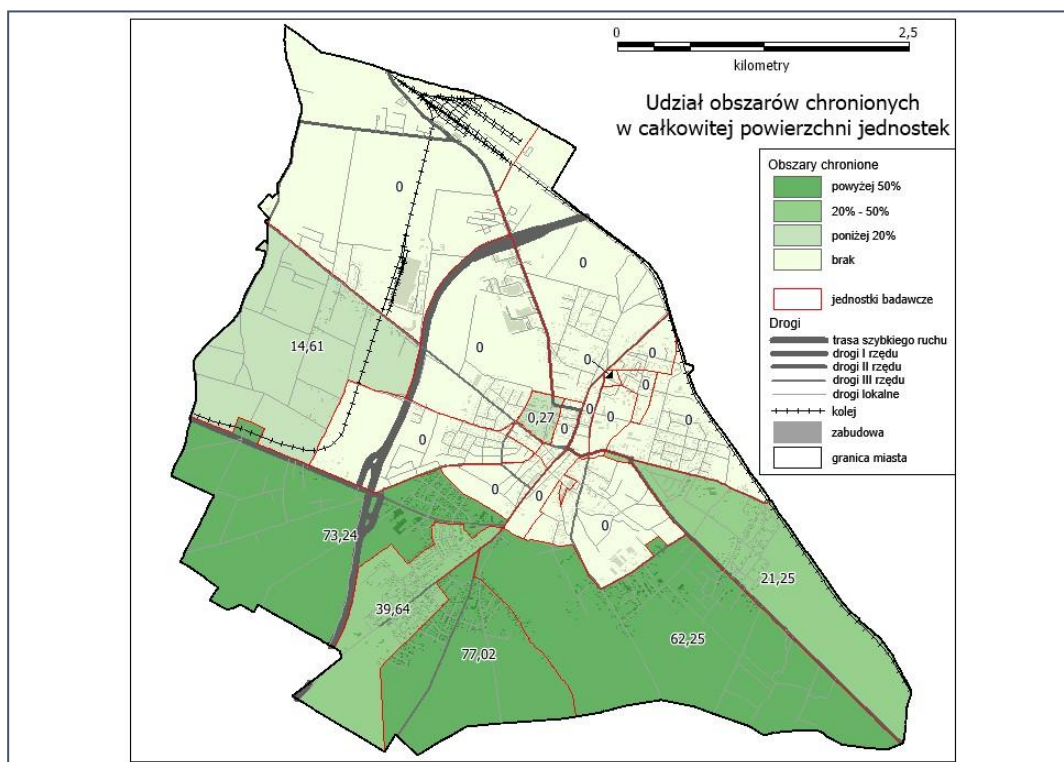 0 2,5
kilometry
Udział obszarów chronionych
w całkowitej powierzchni jednostek
Obszary chronione
powyżej 50%
20% - 50%
poniżej 20%
brak
jednostki badawcze
Drogi
trasa szybkiego ruchu
drogi I rzędu
drogi II rzędu
drogi III rzędu
drogi lokalne
kolej
zabudowa
granica miasta
0
0
14,61
0
0
0
0
0
0
0
0,27
0
0
0
0
0
73,24
21,25
39,64
62,25
77,02